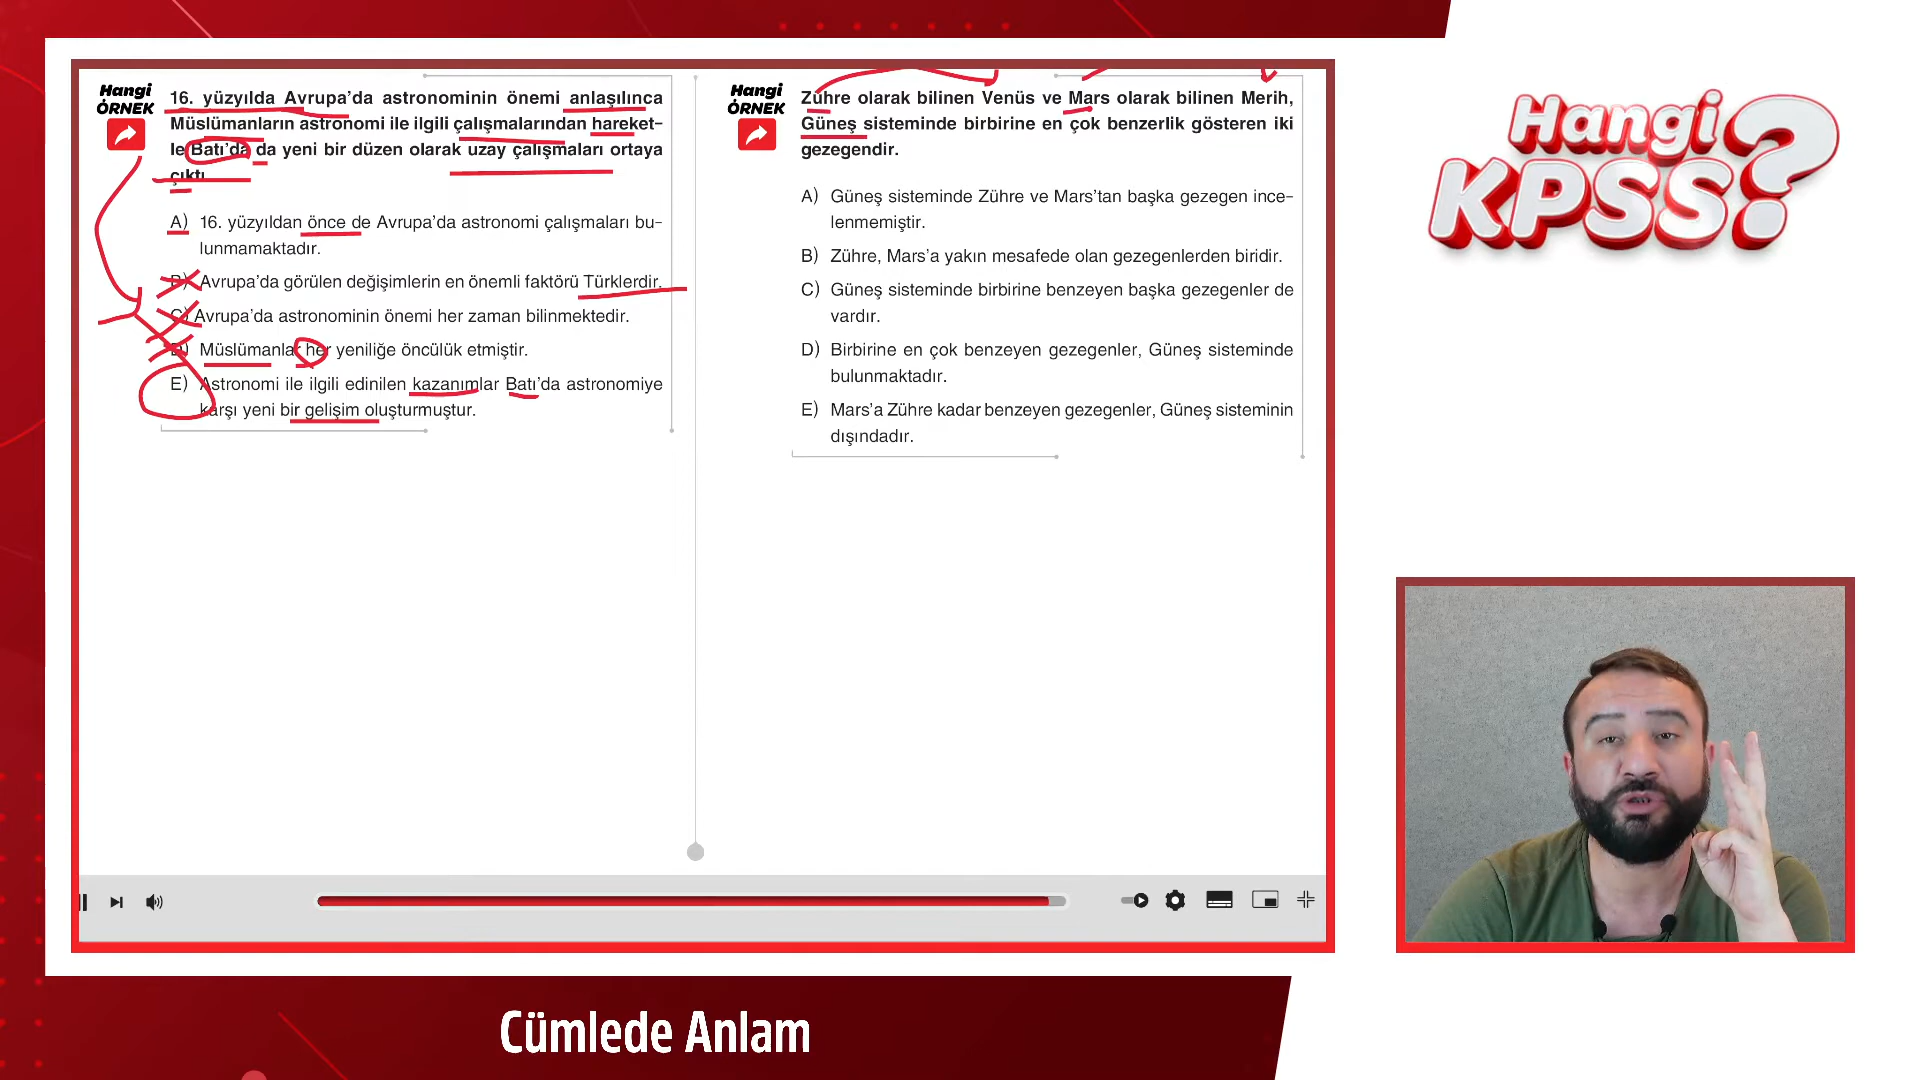 Hangi
ÖRNEK
16. yüzyılda Avrupa'da astronominin önemi anlaşılınca
Müslümanların astronomi ile ilgili çalışmalarından hareket-
le Batı'da da yeni bir düzen olarak uzay çalışmaları ortaya
çıktı.
A) 16. yüzyıldan önce de Avrupa'da astronomi çalışmaları bu-
lunmamaktadır.
B) Avrupa'da görülen değişimlerin en önemli faktörü Türklerdir.
C) Avrupa'da astronominin önemi her zaman bilinmektedir.
D) Müslümanlar her yeniliğe öncülük etmiştir.
E) Astronomi ile ilgili edinilen kazanımlar Batı'da astronomiye
karşı yeni bir gelişim oluşturmuştur.
Hangi
ÖRNEK
Zühre olarak bilinen Venüs ve Mars olarak bilinen Merih,
Güneş sisteminde birbirine en çok benzerlik gösteren iki
gezegendir.
A) Güneş sisteminde Zühre ve Mars'tan başka gezegen ince-
lenmemiştir.
B) Zühre, Mars'a yakın mesafede olan gezegenlerden biridir.
C) Güneş sisteminde birbirine benzeyen başka gezegenler de
vardır.
D) Birbirine en çok benzeyen gezegenler, Güneş sisteminde
bulunmaktadır.
E) Mars'a Zühre kadar benzeyen gezegenler, Güneş sisteminin
dışındadır.
Hangi
KPSS?
Cümlede Anlam